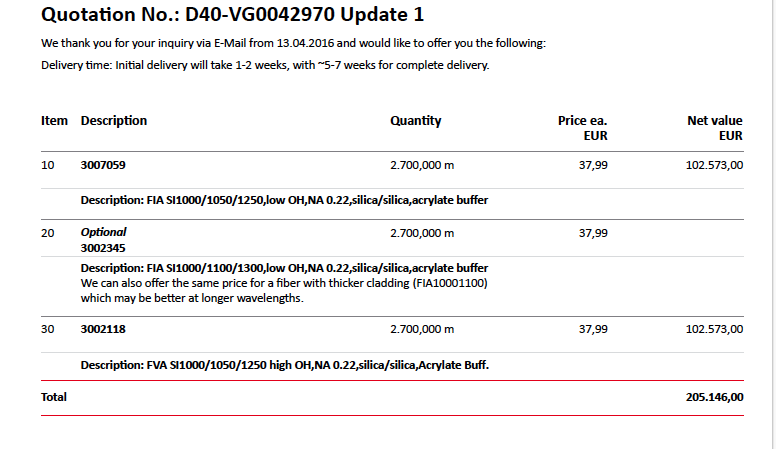 Quotation No.: D40-VG0042970 Update 1
We thank you for your inquiry via E-Mail from 13.04.2016 and would like to offer you the following:
Delivery time: Initial delivery will take 1-2 weeks, with ~5-7 weeks for complete delivery.
Item Description Quantity Price ea. Net value
EUR EUR
10 3007059 2.700,000 m 37,99 102.573,00
Description: FIA SI1000/1050/1250,low OH,NA 0.22,silica/silica,acrylate buffer
20 Optional 2.700,000 m 37,99
3002345
Description: FIA SI1000/1100/1300,low OH,NA 0.22,silica/silica,acrylate buffer
We can also offer the same price for a fiber with thicker cladding (FIA10001100)
which may be better at longer wavelengths.
30 3002118 2.700,000 m 37,99 102.573,00
Description: FVA SI1000/1050/1250 high OH,NA 0.22,silica/silica,Acrylate Buff.
Total 205.146,00